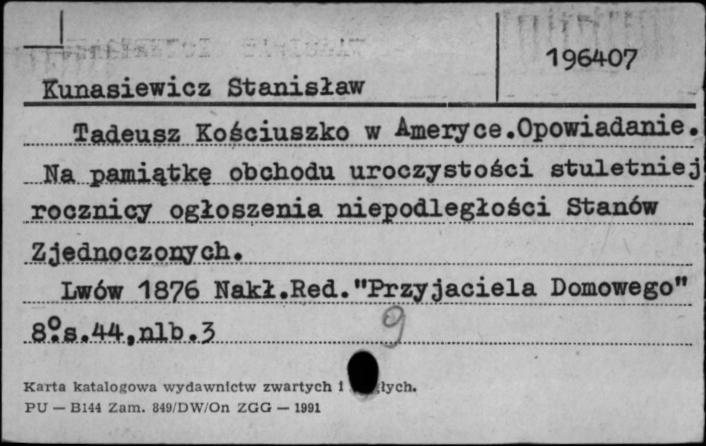 196407
Kunasiewicz Stanisław
Tadeusz Kościuszko w Ameryce.Opowiadanie.
Na pamiątkę obchodu uroczystości stuletniej
rocznicy ogłoszenia niepodległości Stanów
Zjednoczonych.
Lwów 1876 Nakł.Red."Przyjaciela Domowego"
8º.s.44,nlb.3
9
Karta katalogowa wydawnictw zwartych i
PU — B144 Zam. 849/DW/On ZGG — 1991